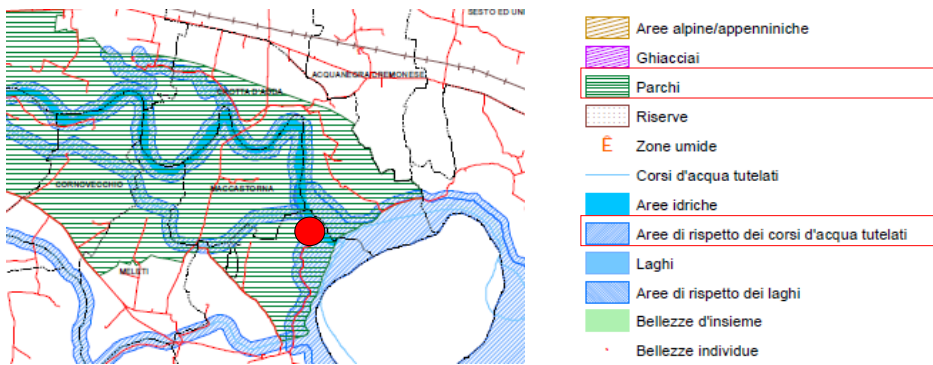 SESTO ED UNI
ACQUANEGRA CREMONESE
CROTTA D'ADDA
CORNOVECCHIO
MACCASTORNA
MELETI
Aree alpine/appenniniche
Ghiacciai
Parchi
Riserve
Ê Zone umide
Corsi d'acqua tutelati
Aree idriche
Aree di rispetto dei corsi d'acqua tutelati
Laghi
Aree di rispetto dei laghi
Bellezze d'insieme
Bellezze individue